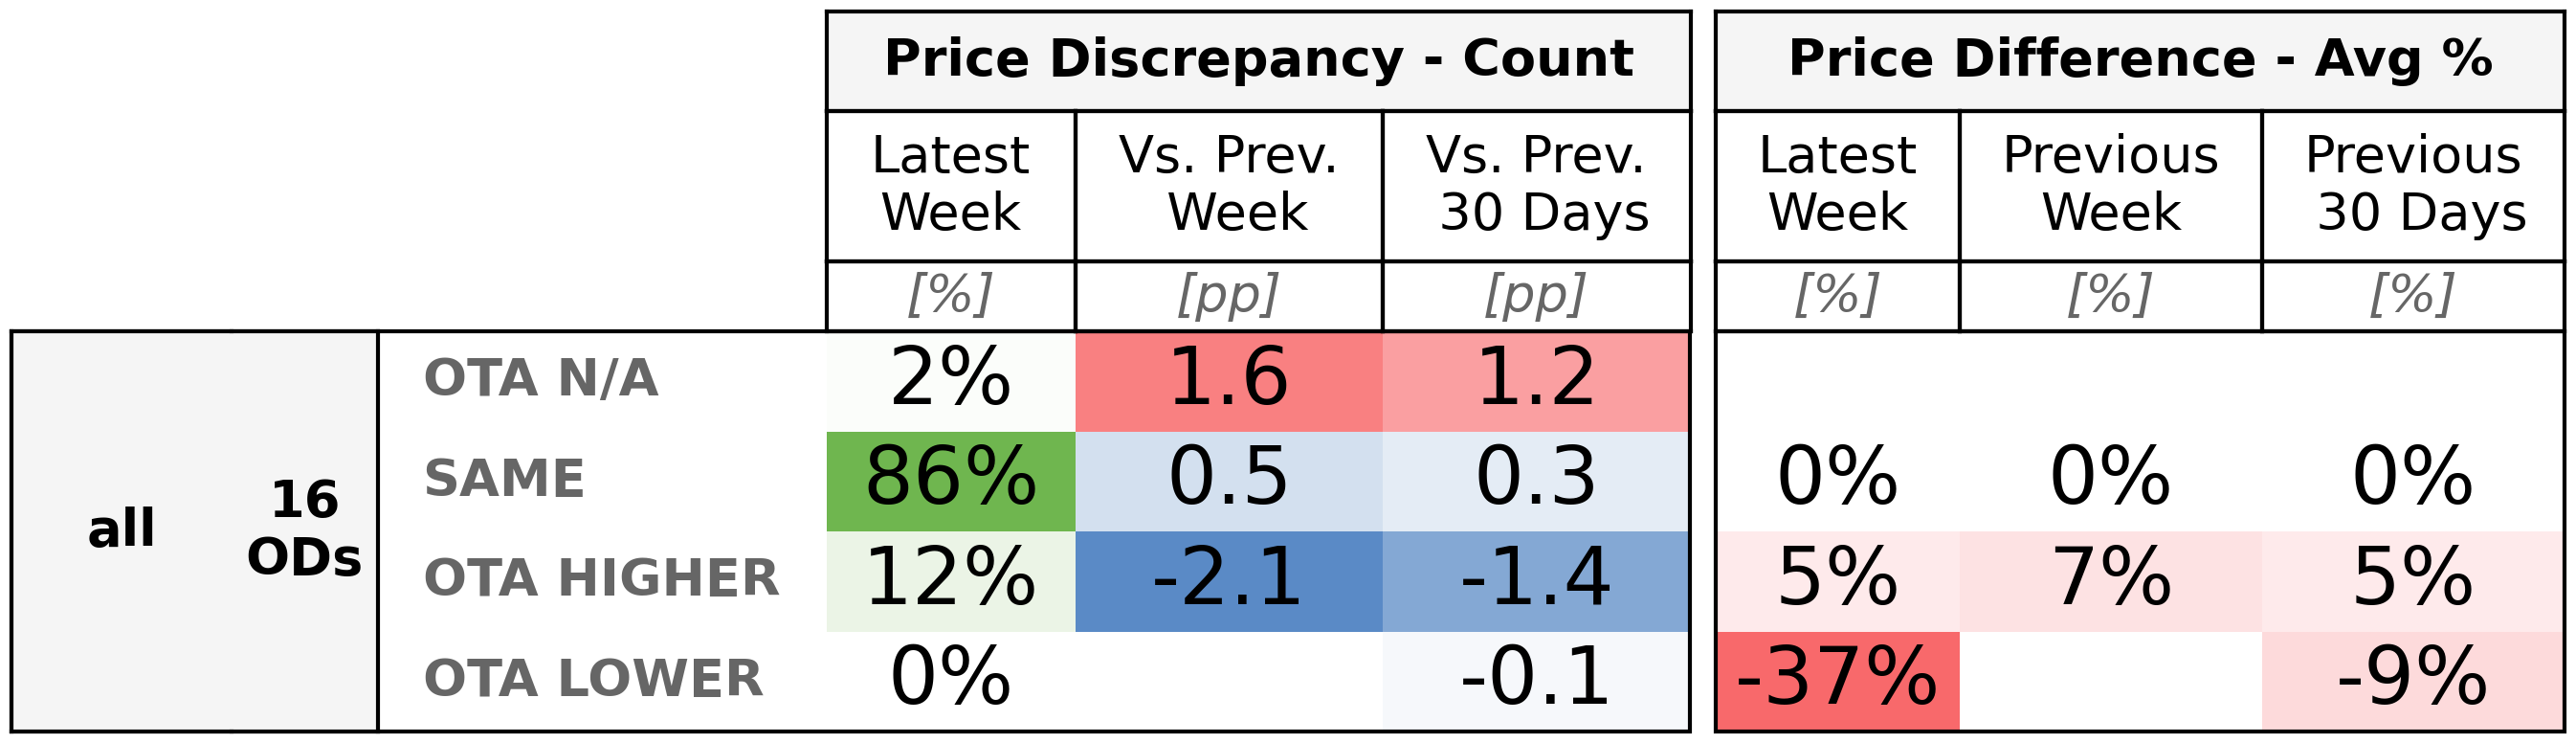 Price Discrepancy - Count
Price Difference - Avg %
Latest Week
Vs. Prev. Week
Vs. Prev. 30 Days
Latest Week
Previous Week
Previous 30 Days
[%] [pp] [pp] [%] [%] [%]
all
16 ODs
OTA N/A 2% 1.6 1.2
SAME 86% 0.5 0.3 0% 0% 0%
OTA HIGHER 12% -2.1 -1.4 5% 7% 5%
OTA LOWER 0% -0.1 -37% -9%